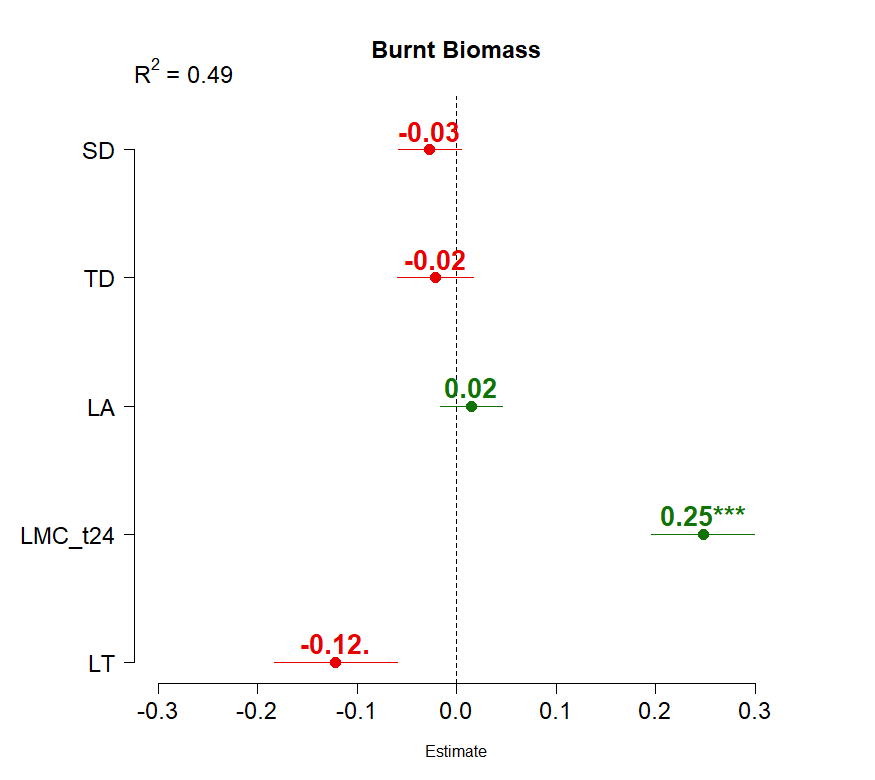 Burnt Biomass
R² = 0.49
SD
-0.03
TD
-0.02
LA
0.02
LMC_t24
0.25***
LT
-0.12.
-0.3 -0.2 -0.1 0.0 0.1 0.2 0.3
Estimate